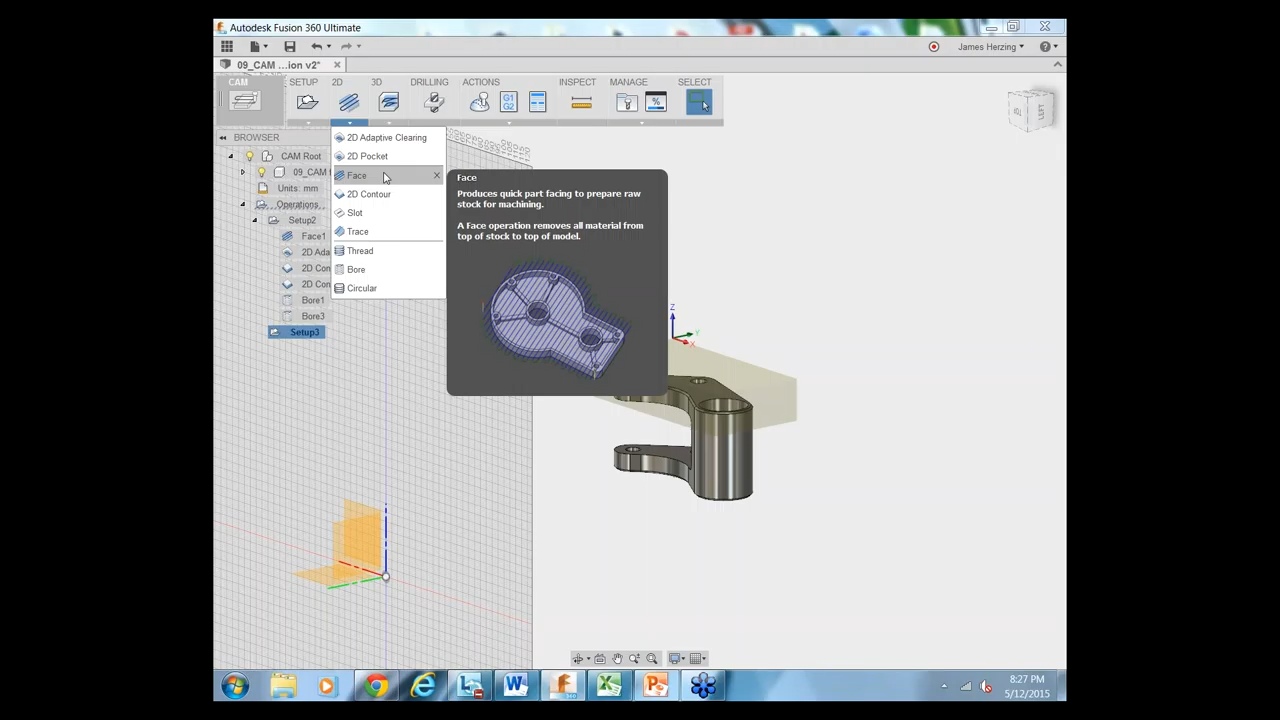 Autodesk Fusion 360 Ultimate
James Herzing
09_CAM ...ion v2*
CAM
SETUP
2D
3D
DRILLING
ACTIONS
INSPECT
MANAGE
SELECT
G1
G2
BROWSER
CAM Root
09_CAM
Units: mm
Operations
Setup2
Face1
2D Ada
2D Con
2D Con
Bore1
Bore3
Setup3
2D Adaptive Clearing
2D Pocket
Face
2D Contour
Slot
Trace
Thread
Bore
Circular
Face
Produces quick part facing to prepare raw
stock for machining.
A Face operation removes all material from
top of stock to top of model.
Z
Y
X
LEFT
8:27 PM
5/12/2015